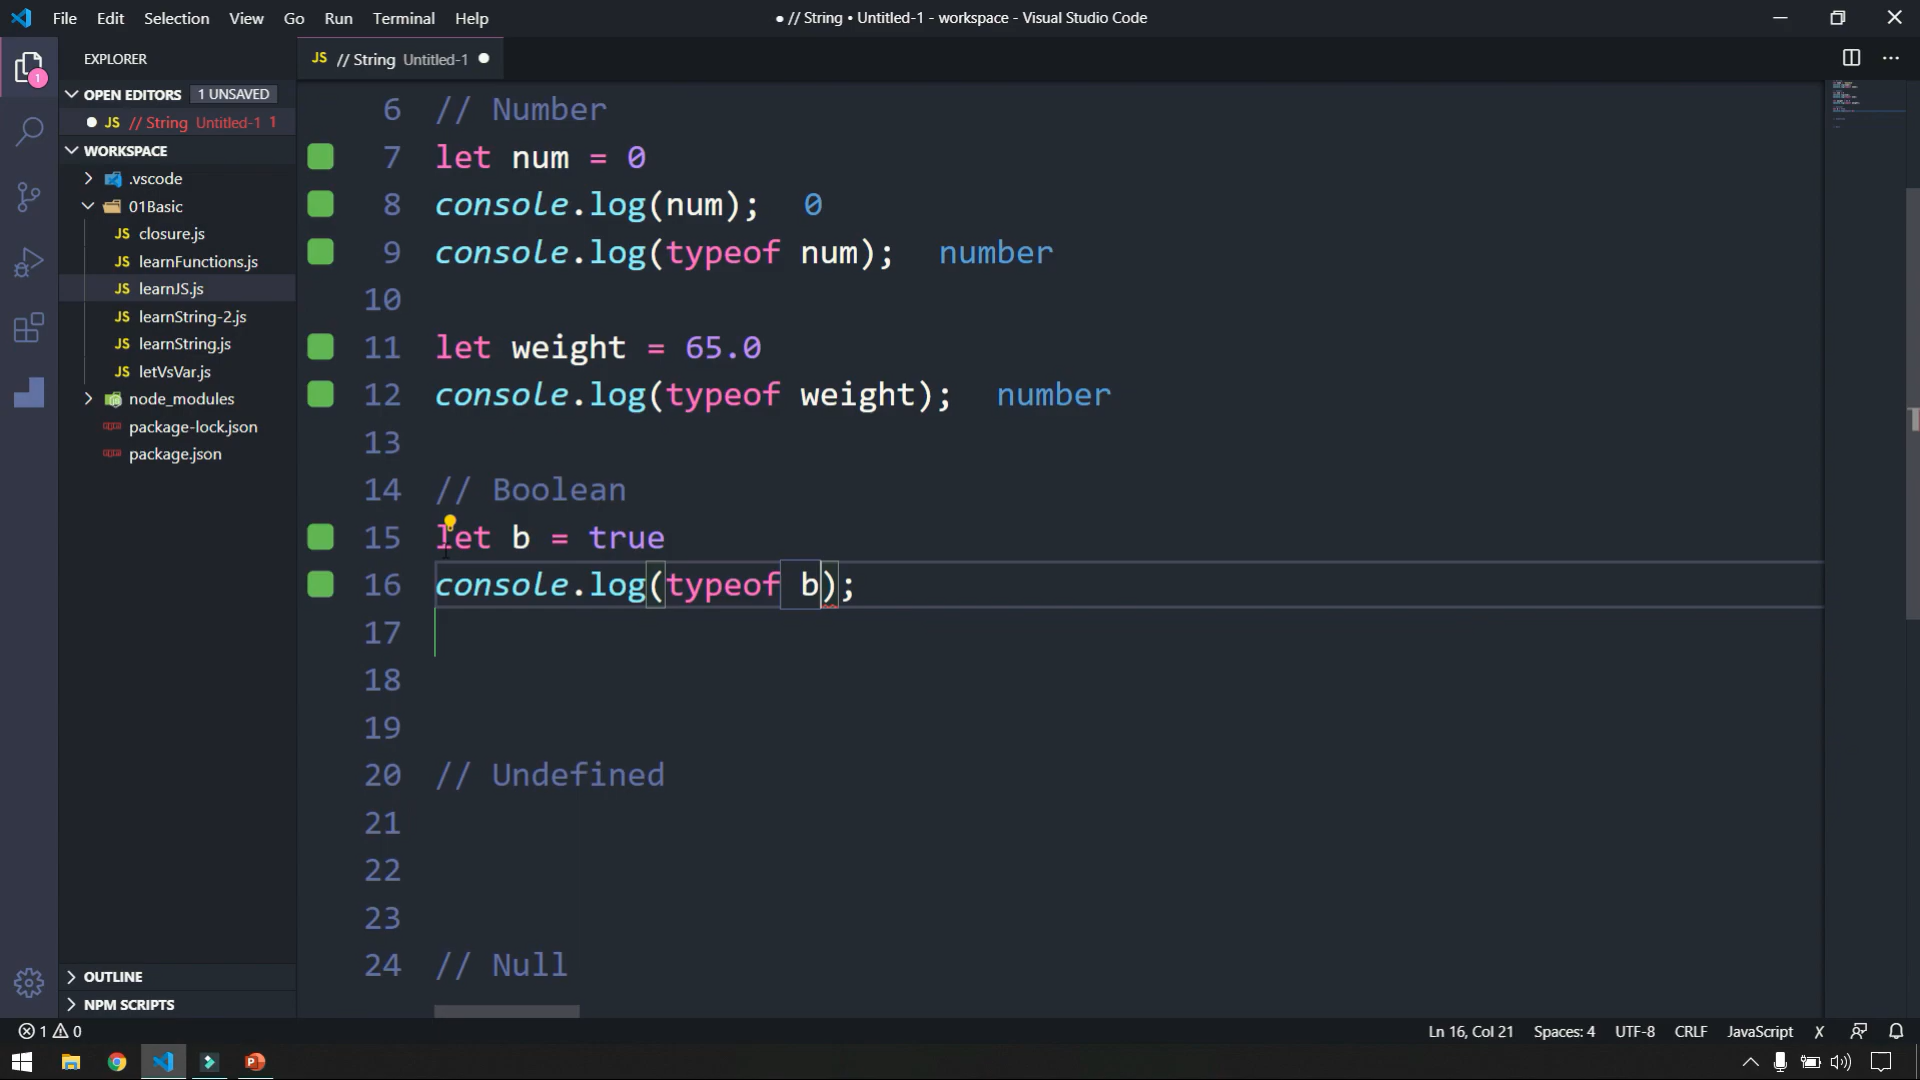 File Edit Selection View Go Run Terminal Help
● // String • Untitled-1 - workspace - Visual Studio Code
EXPLORER
OPEN EDITORS 1 UNSAVED
JS // String Untitled-1 1
WORKSPACE
.vscode
01Basic
JS closure.js
JS learnFunctions.js
JS learnJS.js
JS learnString-2.js
JS learnString.js
JS letVsVar.js
node_modules
package-lock.json
package.json
OUTLINE
NPM SCRIPTS
1
JS // String Untitled-1
6 // Number
7 let num = 0
8 console.log(num); 0
9 console.log(typeof num); number
10
11 let weight = 65.0
12 console.log(typeof weight); number
13
14 // Boolean
15 let b = true
16 console.log(typeof b);
17
18
19
20 // Undefined
21
22
23
24 // Null
1 0
Ln 16, Col 21 Spaces: 4 UTF-8 CRLF JavaScript